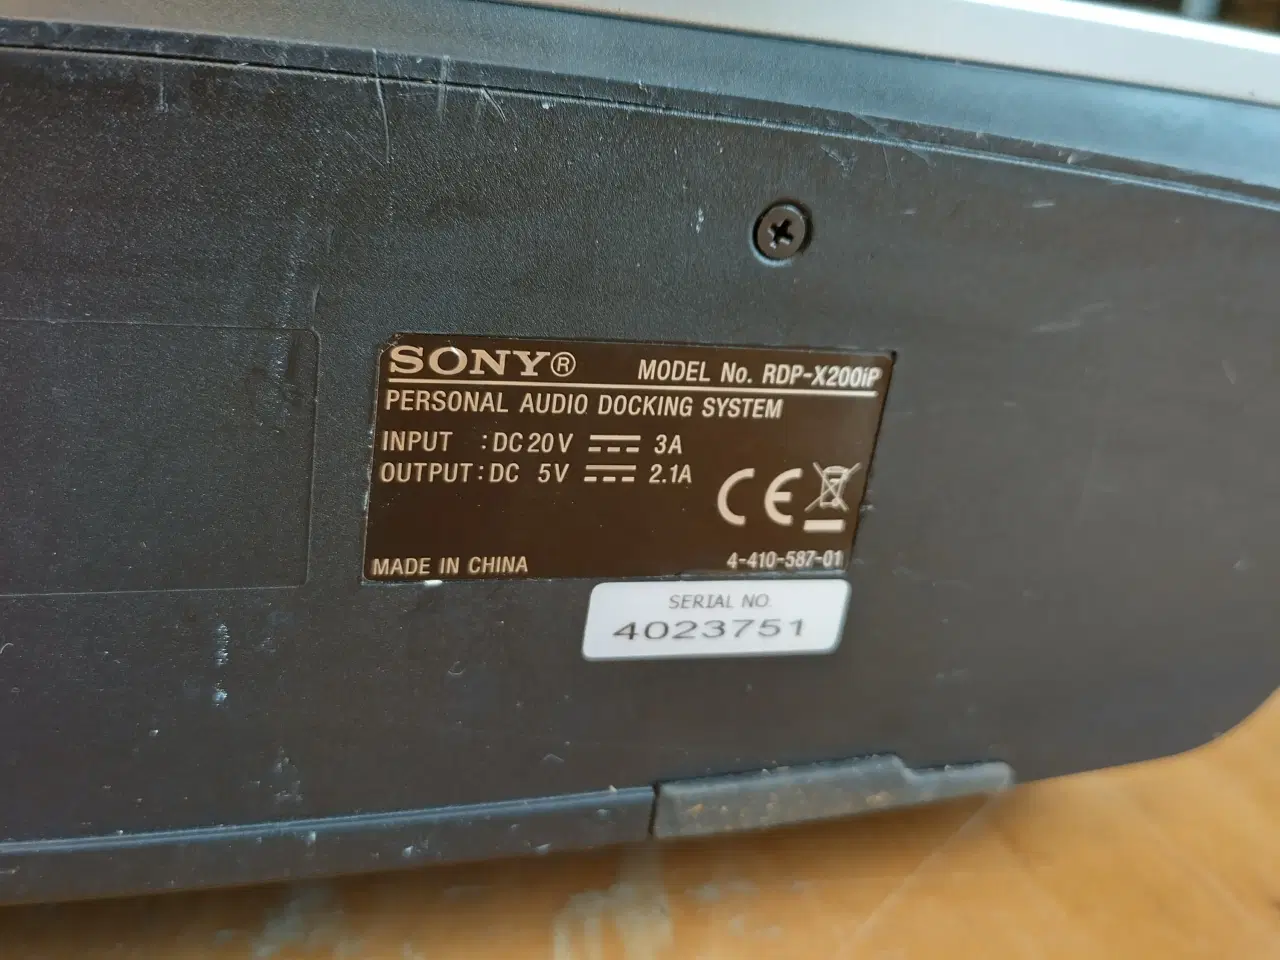 SONY® MODEL No. RDP-X200iP
PERSONAL AUDIO DOCKING SYSTEM
INPUT : DC 20V ⎓ 3A
OUTPUT : DC 5V ⎓ 2.1A
CE
MADE IN CHINA 4-410-587-01
SERIAL NO.
4023751